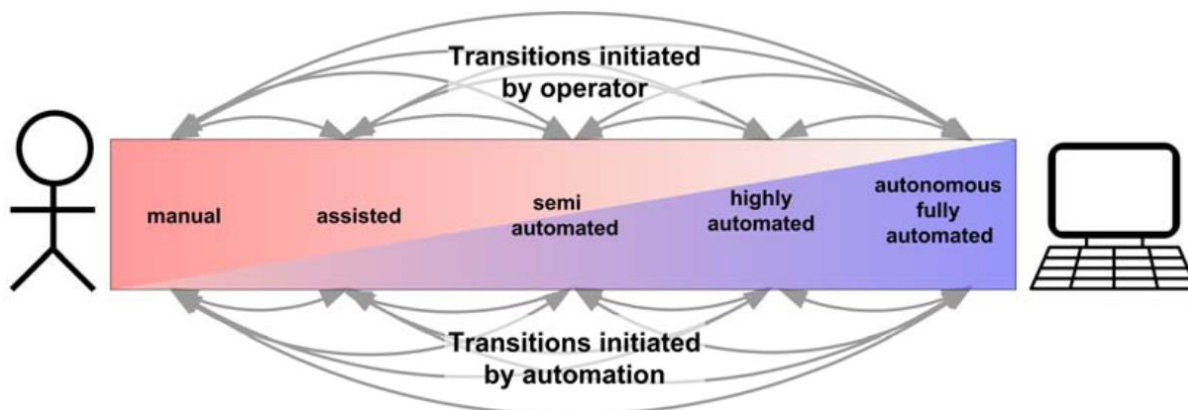 Transitions initiated
by operator
manual
assisted
semi
automated
highly
automated
autonomous
fully
automated
Transitions initiated
by automation